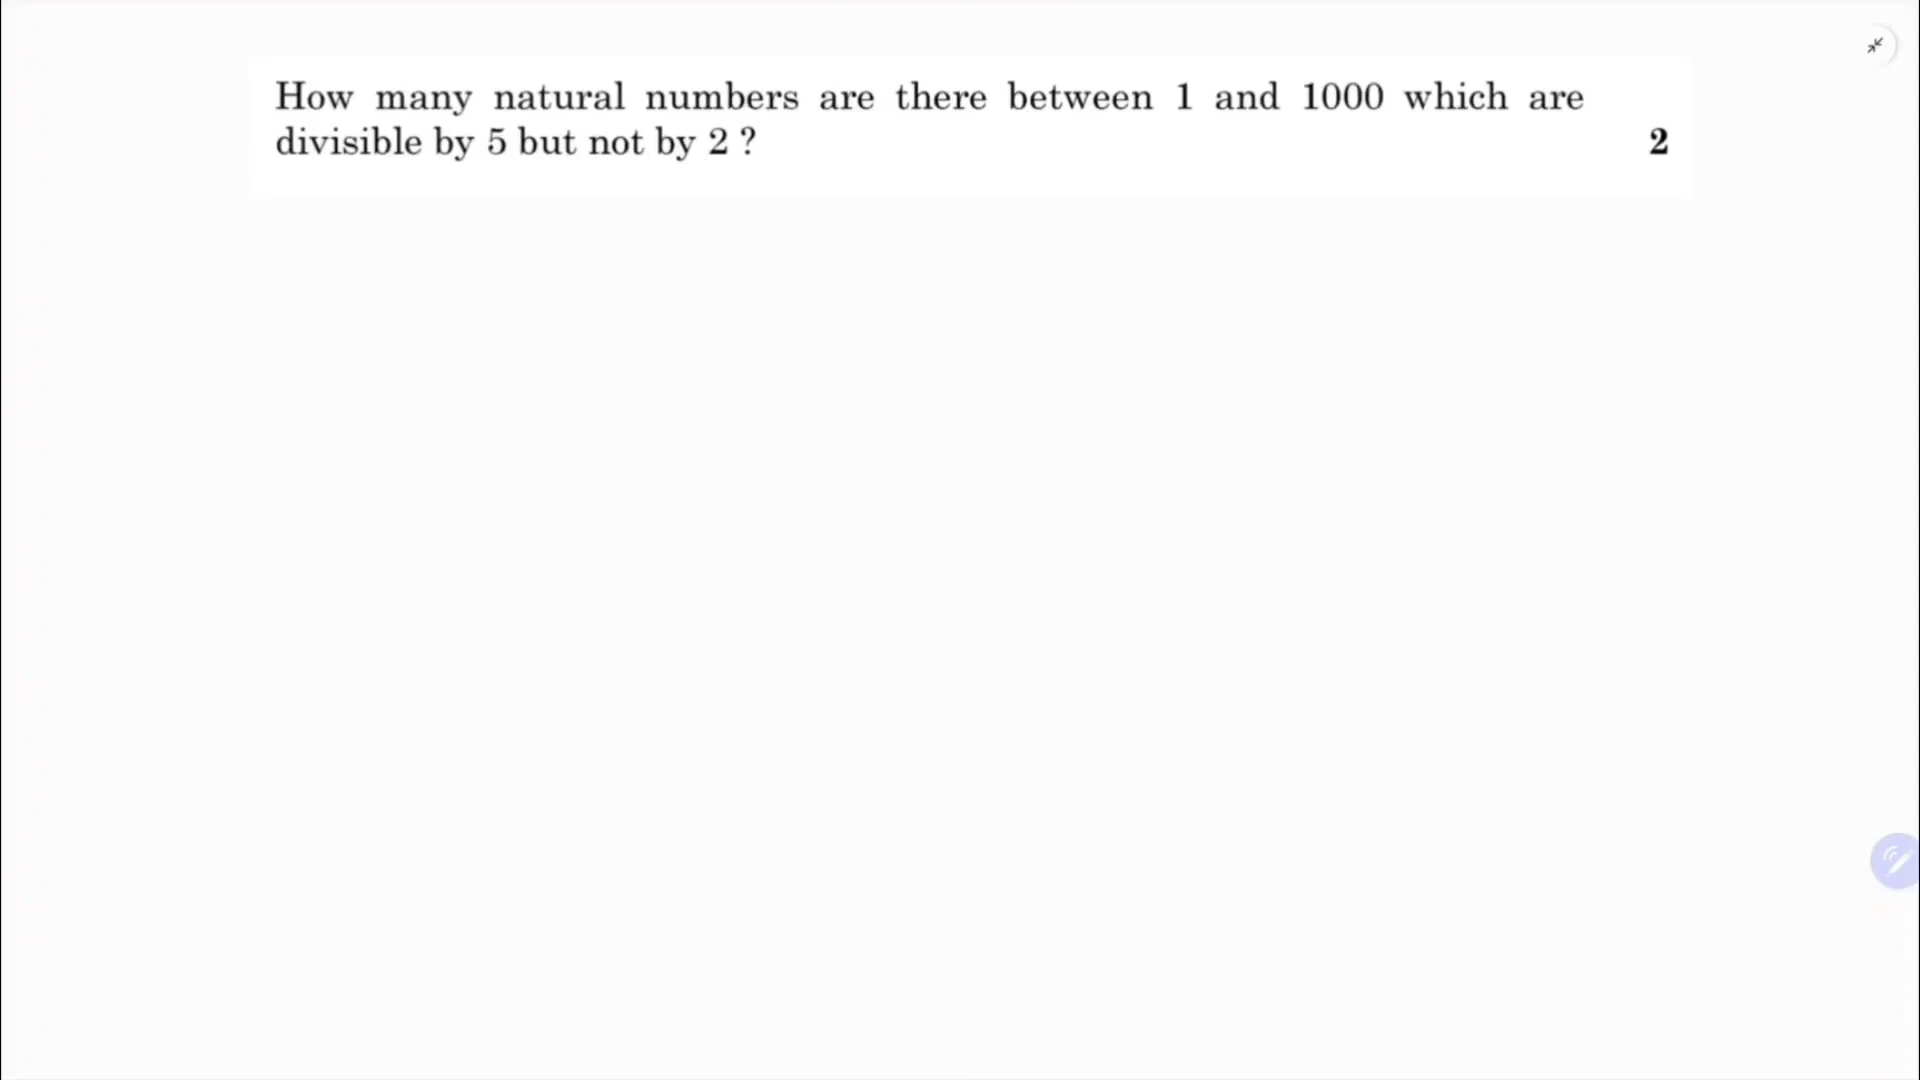 How many natural numbers are there between 1 and 1000 which are
divisible by 5 but not by 2 ?
2